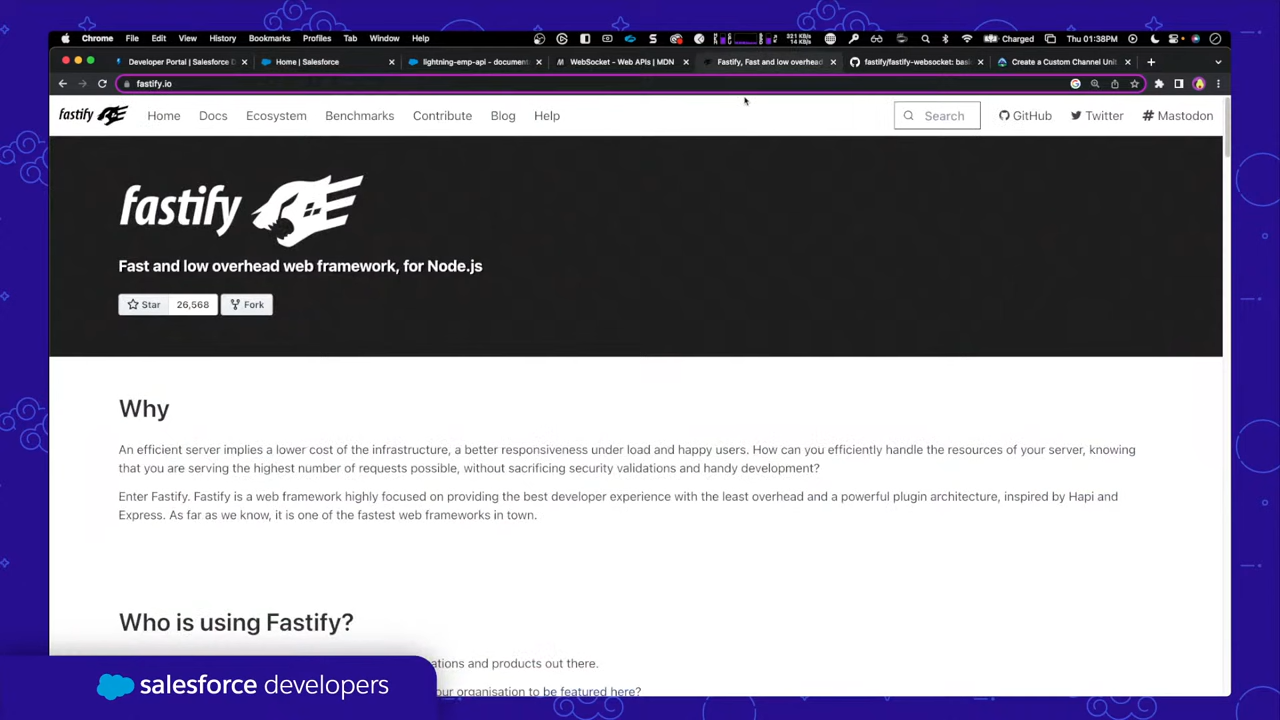 Chrome File Edit View History Bookmarks Profiles Tab Window Help
321 KB/s
14 KB/s
Charged
Thu 01:38PM
Developer Portal | Salesforce D
Home | Salesforce
lightning-emp-api - document
WebSocket - Web APIs | MDN
Fastify, Fast and low overhead
fastify/fastify-websocket: basi
Create a Custom Channel Unit
fastify.io
fastify
Home Docs Ecosystem Benchmarks Contribute Blog Help
Search
GitHub
Twitter
Mastodon
fastify
Fast and low overhead web framework, for Node.js
Star 26,568 Fork
Why
An efficient server implies a lower cost of the infrastructure, a better responsiveness under load and happy users. How can you efficiently handle the resources of your server, knowing
that you are serving the highest number of requests possible, without sacrificing security validations and handy development?
Enter Fastify. Fastify is a web framework highly focused on providing the best developer experience with the least overhead and a powerful plugin architecture, inspired by Hapi and
Express. As far as we know, it is one of the fastest web frameworks in town.
Who is using Fastify?
ations and products out there.
our organisation to be featured here?
salesforce developers